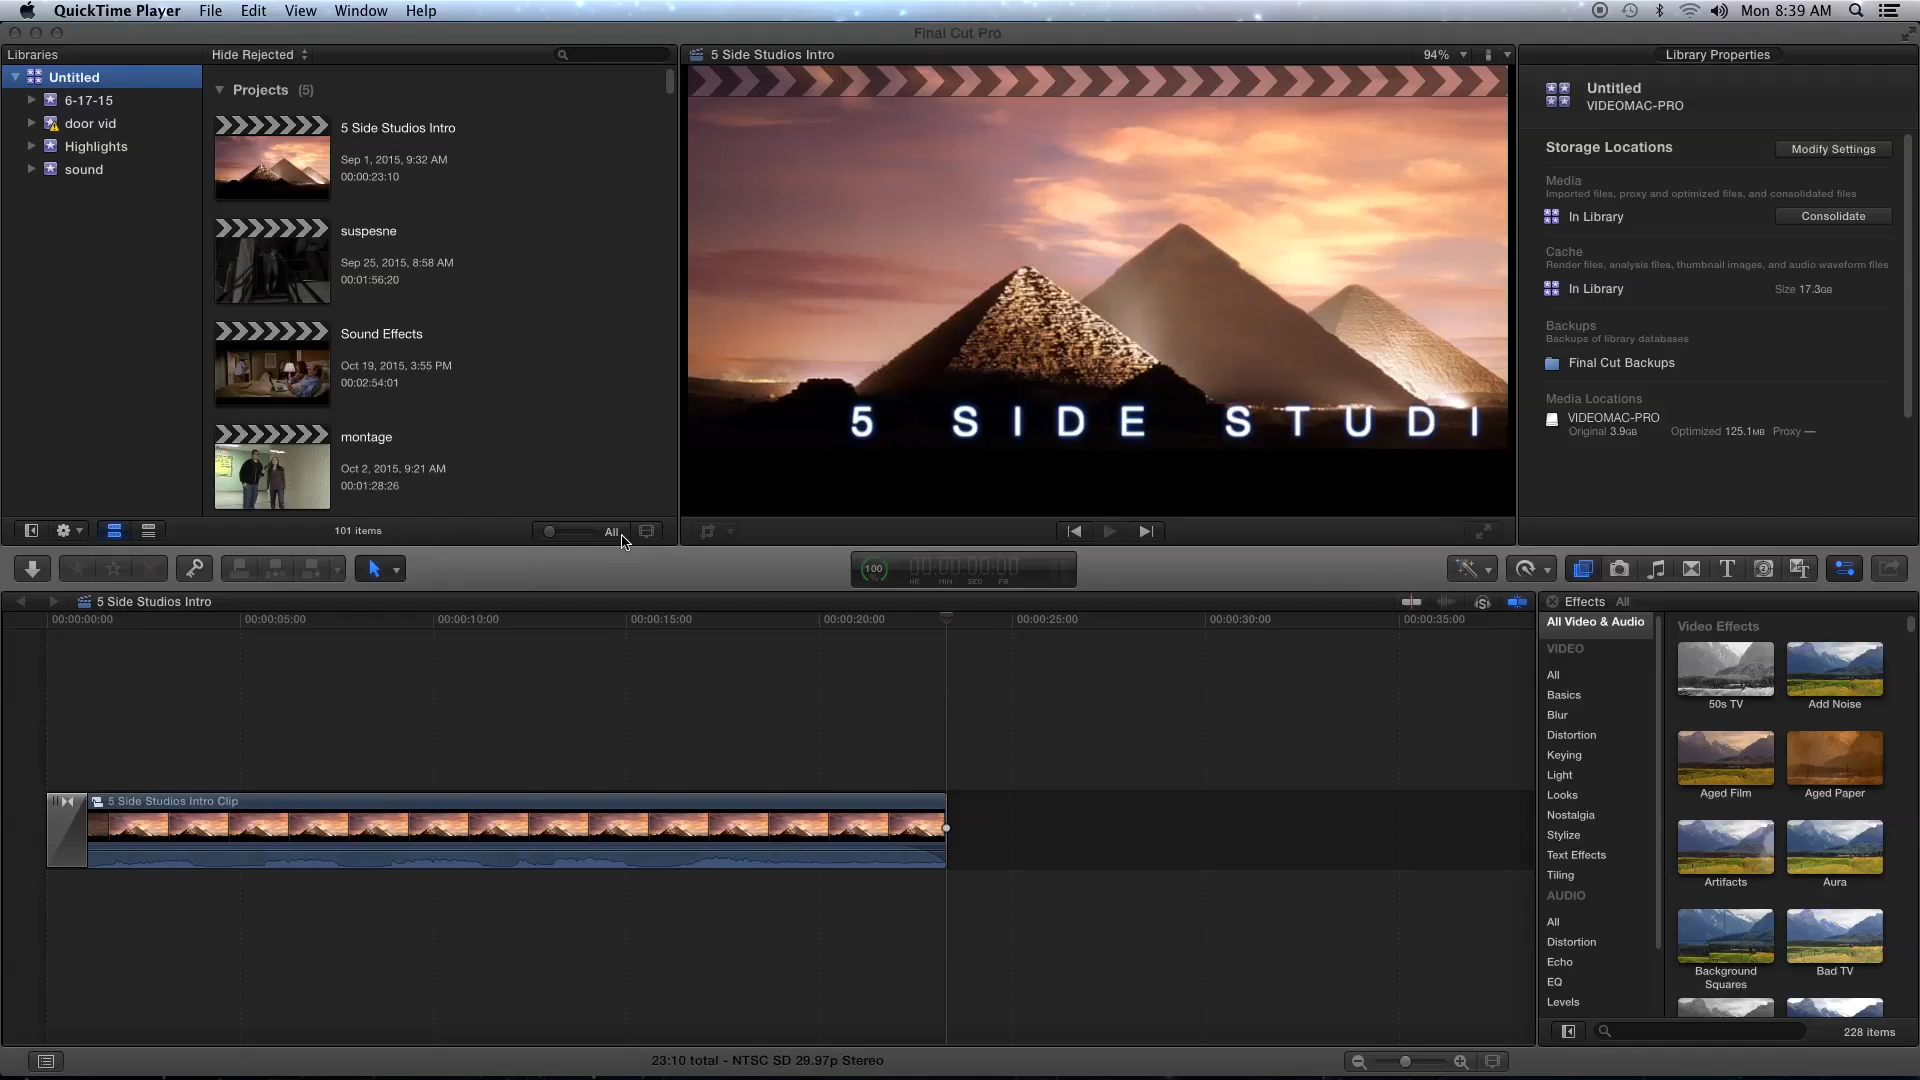 QuickTime Player File Edit View Window Help
Mon 8:39 AM
Final Cut Pro
Libraries
Hide Rejected
5 Side Studios Intro
94%
Library Properties
Untitled
6-17-15
door vid
Highlights
sound
Projects (5)
5 Side Studios Intro
Sep 1, 2015, 9:32 AM
00:00:23:10
suspesne
Sep 25, 2015, 8:58 AM
00:01:56;20
Sound Effects
Oct 19, 2015, 3:55 PM
00:02:54:01
montage
Oct 2, 2015, 9:21 AM
00:01:28:26
101 items
All
5 SIDE STUDI
Untitled
VIDEOMAC-PRO
Storage Locations
Modify Settings
Media
Imported files, proxy and optimized files, and consolidated files
In Library
Consolidate
Cache
Render files, analysis files, thumbnail images, and audio waveform files
In Library
Size 17.3GB
Backups
Backups of library databases
Final Cut Backups
Media Locations
VIDEOMAC-PRO
Original 3.9GB Optimized 125.1MB Proxy —
100
%
00:00:00:00
HR MIN SEC FR
5 Side Studios Intro
00:00:00:00 00:00:05:00 00:00:10:00 00:00:15:00 00:00:20:00 00:00:25:00 00:00:30:00 00:00:35:00
5 Side Studios Intro Clip
23:10 total - NTSC SD 29.97p Stereo
Effects All
All Video & Audio
VIDEO
All
Basics
Blur
Distortion
Keying
Light
Looks
Nostalgia
Stylize
Text Effects
Tiling
AUDIO
All
Distortion
Echo
EQ
Levels
Video Effects
50s TV
Add Noise
Aged Film
Aged Paper
Artifacts
Aura
Background
Squares
Bad TV
228 items